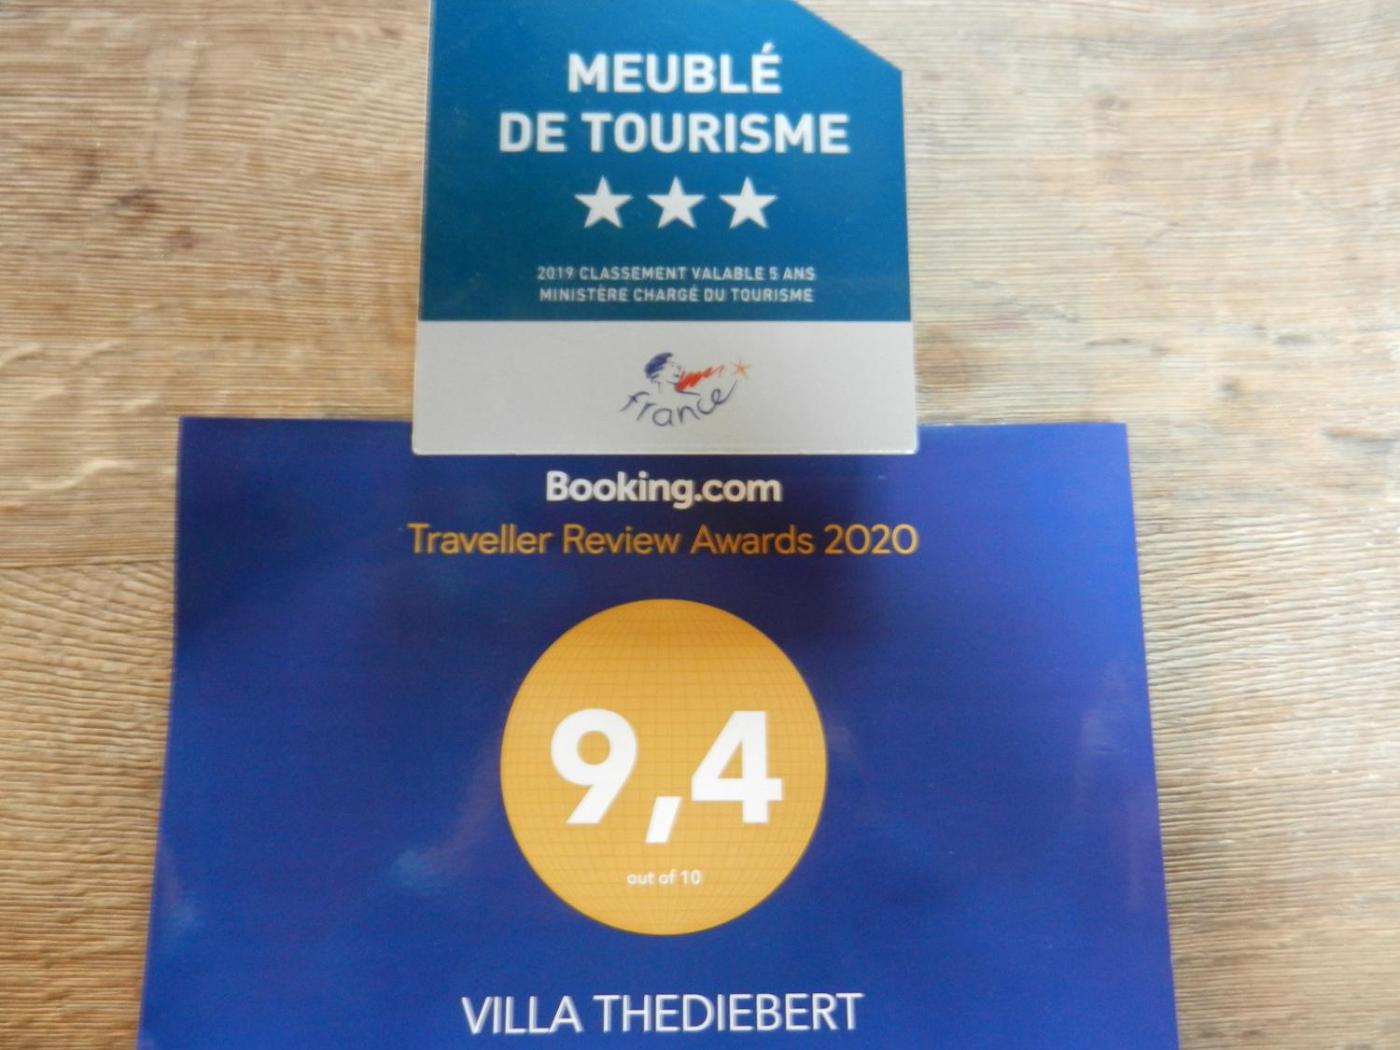 MEUBLÉ
DE TOURISME
2019 CLASSEMENT VALABLE 5 ANS
MINISTÈRE CHARGÉ DU TOURISME
france
Booking.com
Traveller Review Awards 2020
9,4
out of 10
VILLA THEDIEBERT